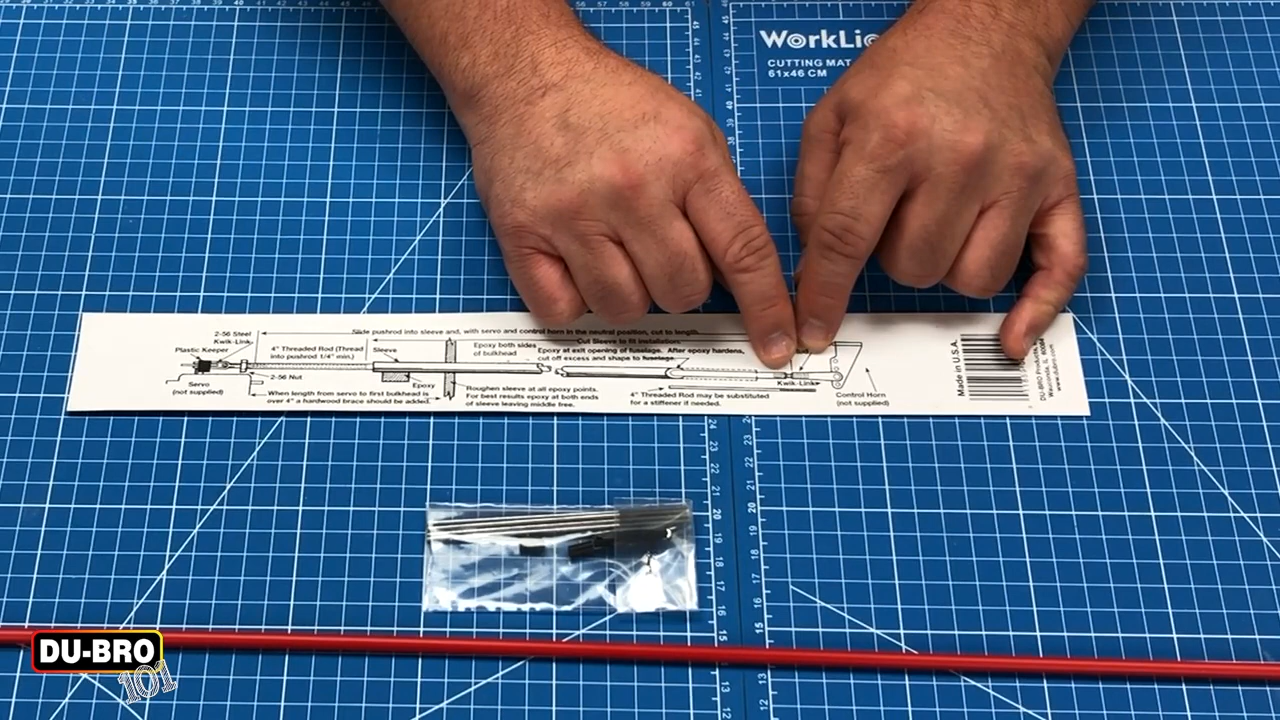 WorkLio
CUTTING MAT
61x46 CM
Slide pushrod into sleeve and, with servo and control horn in the neutral position, cut to length.
Cut Sleeve to fit installation.
2-56 Steel
Kwik-Link
Plastic Keeper
4" Threaded Rod (Thread
into pushrod 1/4" min.)
Sleeve
Epoxy both sides
of bulkhead
Epoxy at exit opening of fuselage. After epoxy hardens,
cut off excess and shape to fuselage.
Servo
(not supplied)
2-56 Nut
Epoxy
When length from servo to first bulkhead is
over 4" a hardwood brace should be added.
Roughen sleeve at all epoxy points.
For best results epoxy at both ends
of sleeve leaving middle free.
4" Threaded Rod may be substituted
for a stiffener if needed.
Kwik-Link
Control Horn
(not supplied)
Made in U.S.A.
DU-BRO
101